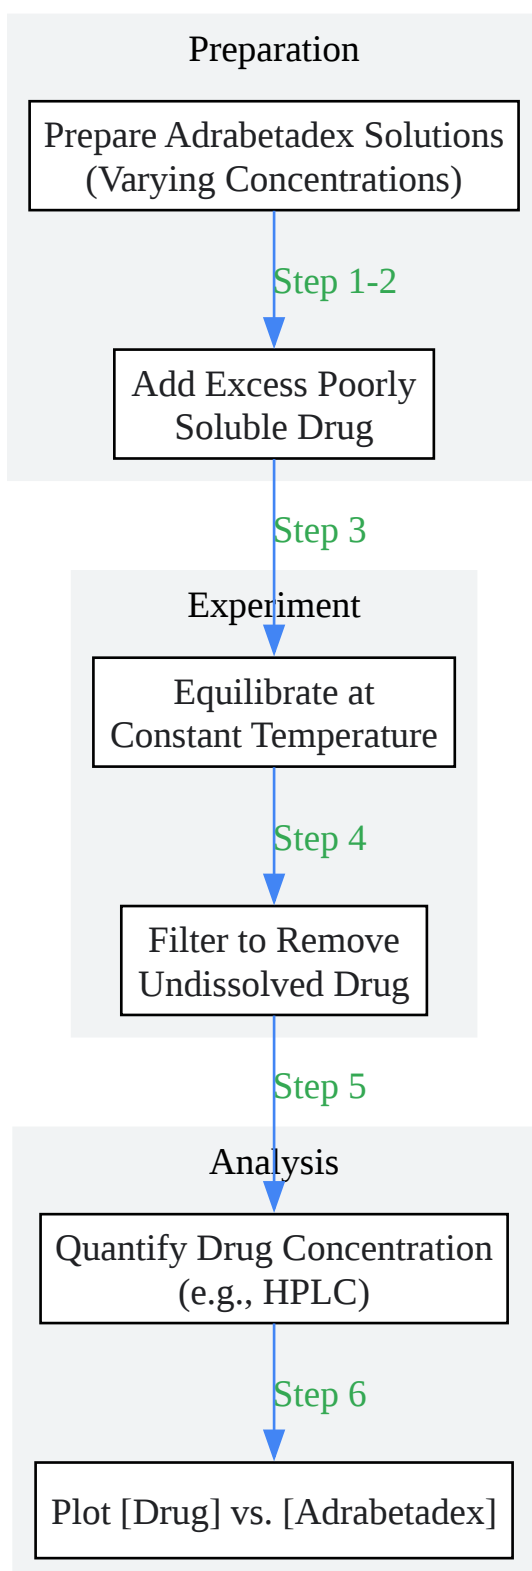 Preparation
Prepare Adrabetadex Solutions
(Varying Concentrations)
Step 1-2
Add Excess Poorly
Soluble Drug
Step 3
Experiment
Equilibrate at
Constant Temperature
Step 4
Filter to Remove
Undissolved Drug
Step 5
Analysis
Quantify Drug Concentration
(e.g., HPLC)
Step 6
Plot [Drug] vs. [Adrabetadex]